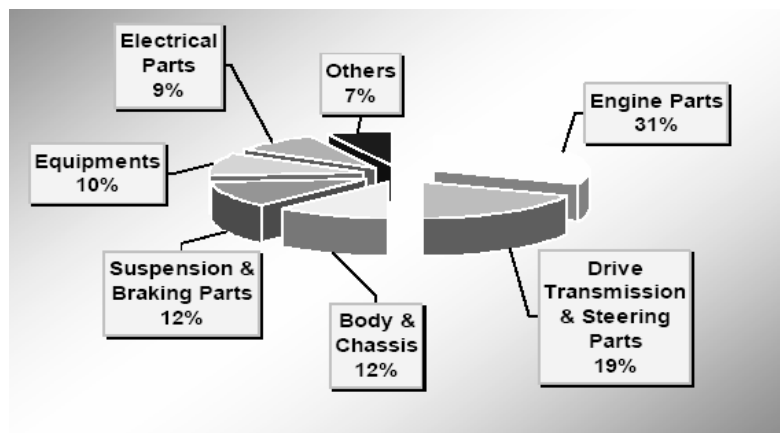 Electrical
Parts
9%
Others
7%
Engine Parts
31%
Equipments
10%
Suspension &
Braking Parts
12%
Body &
Chassis
12%
Drive
Transmission
& Steering
Parts
19%